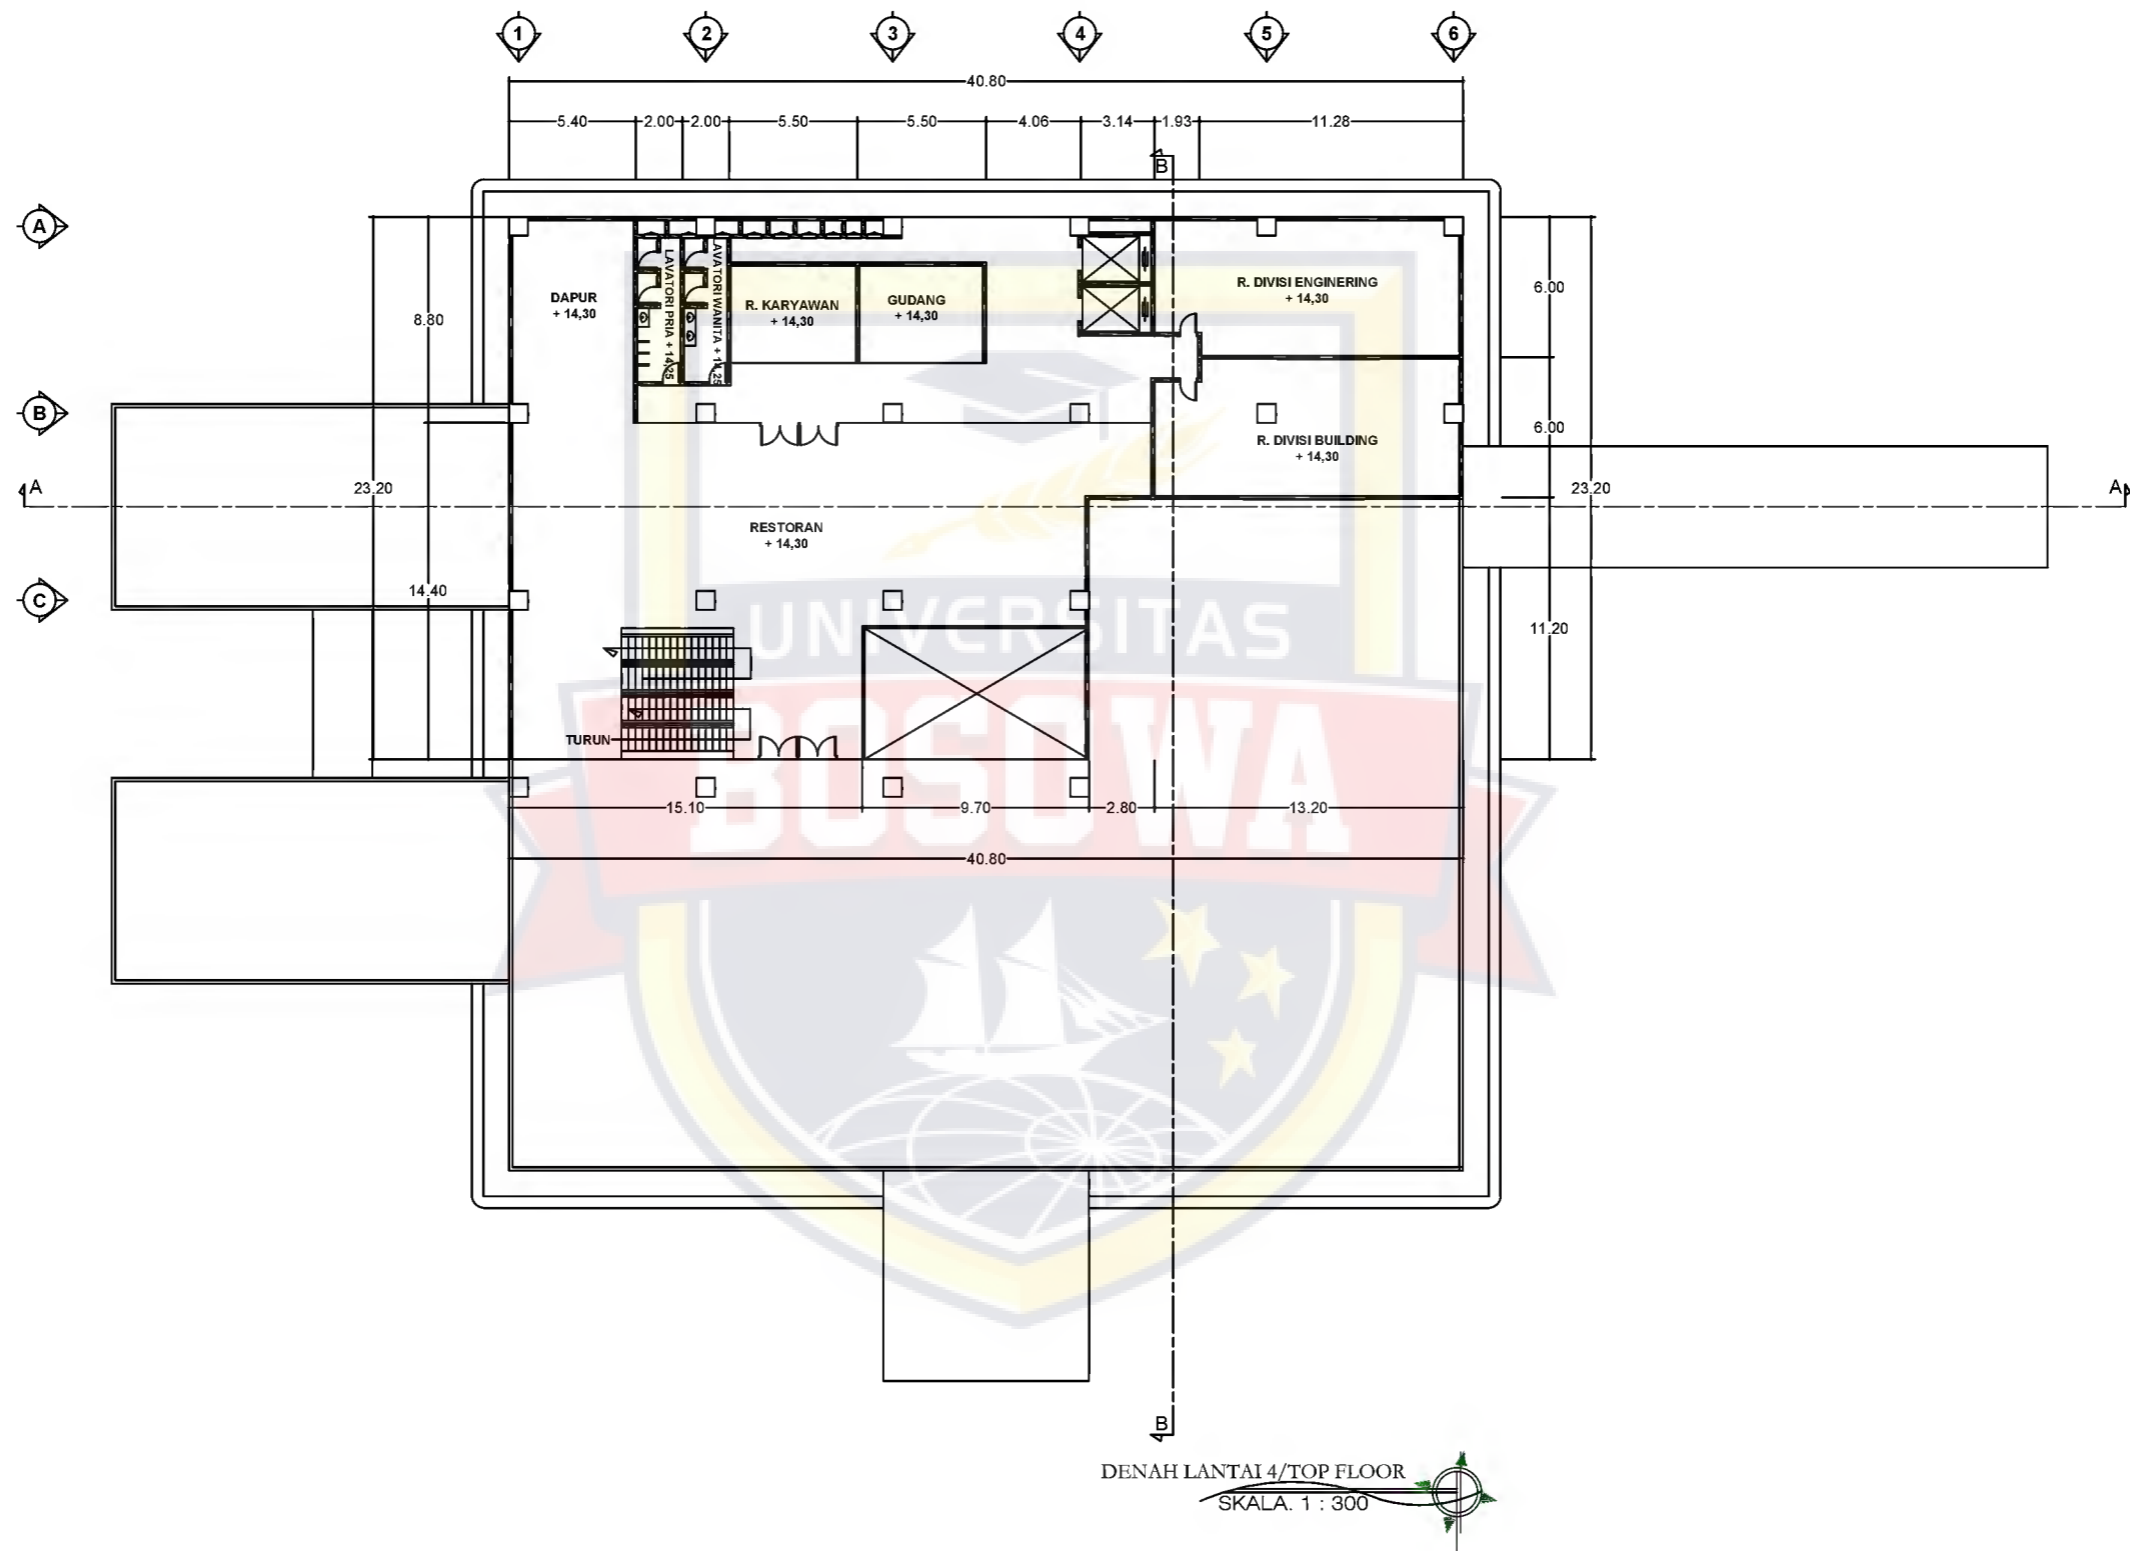 1 2 3 4 5 6
40.80
5.40 2.00 2.00 5.50 5.50 4.06 3.14 1.93 11.28
B
A
DAPUR
+ 14,30
LAVATORI PRIA + 14,25
AVATORI WANITA + 14,25
R. KARYAWAN
+ 14,30
GUDANG
+ 14,30
R. DIVISI ENGINERING
+ 14,30
6.00
8.80
B
R. DIVISI BUILDING
+ 14,30
6.00
A
23.20
23.20
A
RESTORAN
+ 14,30
14.40
C
UNIVERSITAS
11.20
BOSOWA
TURUN
15.10 9.70 2.80 13.20
40.80
B
DENAH LANTAI 4/TOP FLOOR
SKALA. 1 : 300